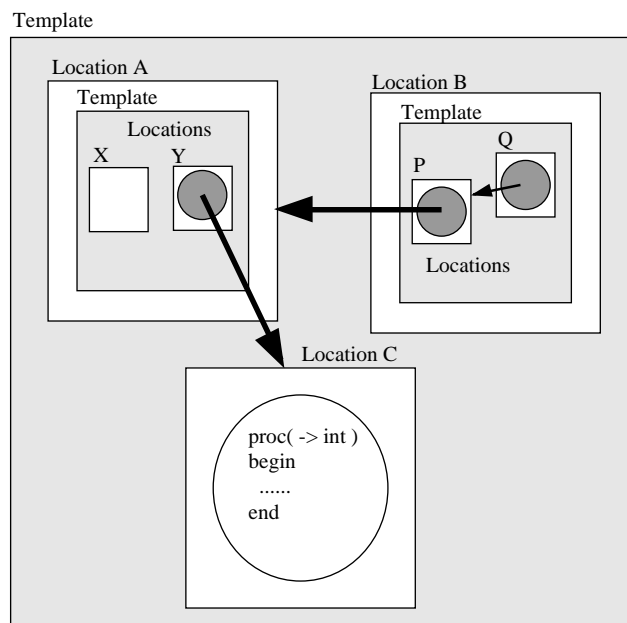 Template
Location A
Template
Locations
X
Y
Location B
Template
Q
P
Locations
Location C
proc( -> int )
begin
......
end